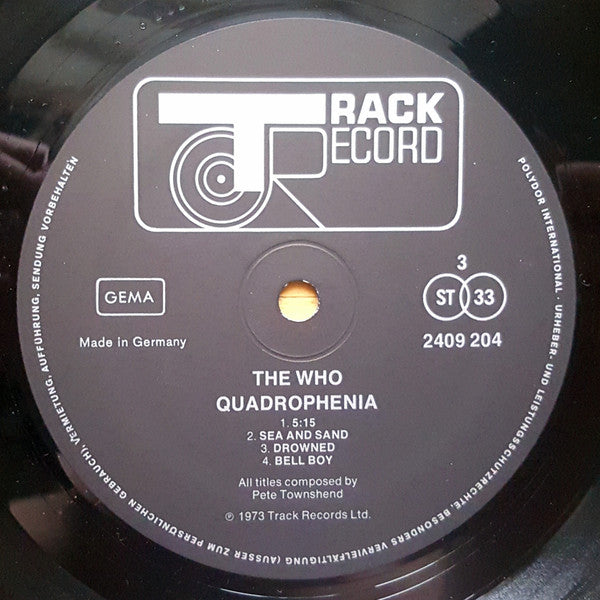 TRACK
RECORD
GEMA
Made in Germany
3
ST 33
2409 204
THE WHO
QUADROPHENIA
1. 5:15
2. SEA AND SAND
3. DROWNED
4. BELL BOY
All titles composed by
Pete Townshend
℗ 1973 Track Records Ltd.
POLYDOR INTERNATIONAL · URHEBER- UND LEISTUNGSSCHUTZRECHTE, BESONDERS VERVIELFÄLTIGUNG (AUSSER ZUM PERSÖNLICHEN GEBRAUCH), VERMIETUNG, AUFFÜHRUNG, SENDUNG VORBEHALTEN